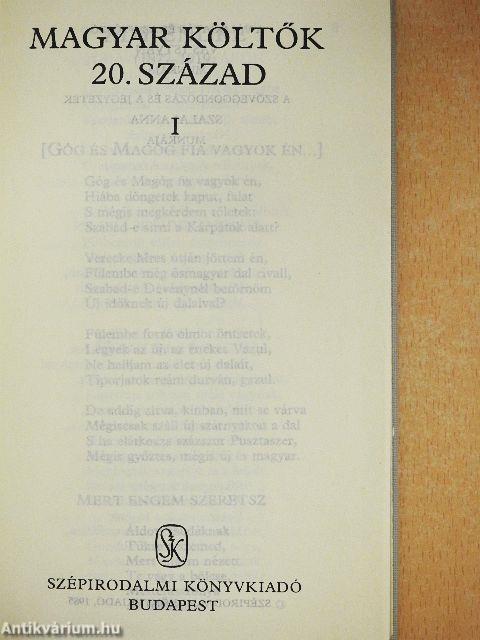 MAGYAR KÖLTŐK
20. SZÁZAD
I
A SZÖVEGGONDOZÁS ÉS A JEGYZETEK
SZALAI ANNA
MUNKÁJA
[GÓG ÉS MAGÓG FIA VAGYOK ÉN...]
Góg és Magóg fia vagyok én,
Hiába döngetek kaput, falat
S mégis megkérdem tőletek:
Szabad-e sírni a Kárpátok alatt?
Verecke híres útján jöttem én,
Fülembe még ősmagyar dal rivall,
Szabad-e Dévénynél betörnöm
Új időknek új dalaival?
Fülembe forró ólmot öntsetek,
Legyek az új, az énekes Vazul,
Ne halljam az élet új dalait,
Tiporjatok reám durván, gazul.
De addig sírva, kínban, mit se várva
Mégiscsak száll új szárnyakon a dal
S ha elátkozza százszor Pusztaszer,
Mégis győztes, mégis új és magyar.
MERT ENGEM SZERETSZ
SZK
SZÉPIRODALMI KÖNYVKIADÓ
BUDAPEST
Antikvárium.hu